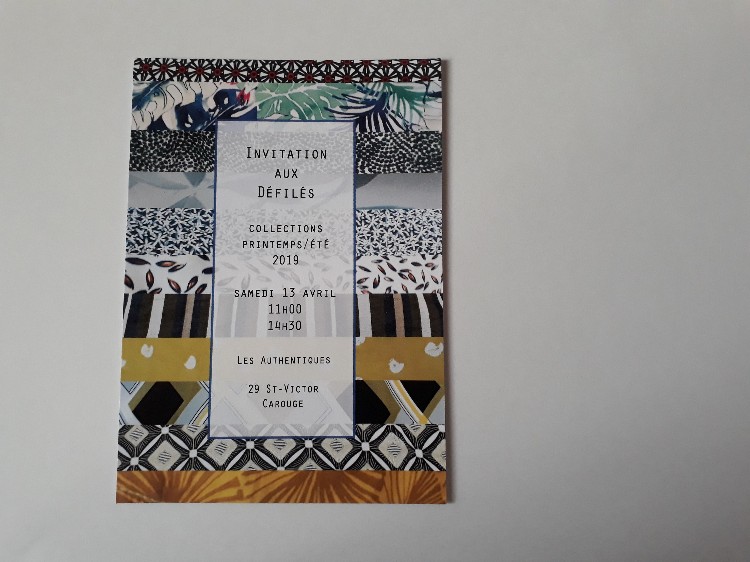 Invitation
aux
Défilés
collections
printemps/été
2019
samedi 13 avril
11h00
14h30
Les Authentiques
29 St-Victor
Carouge